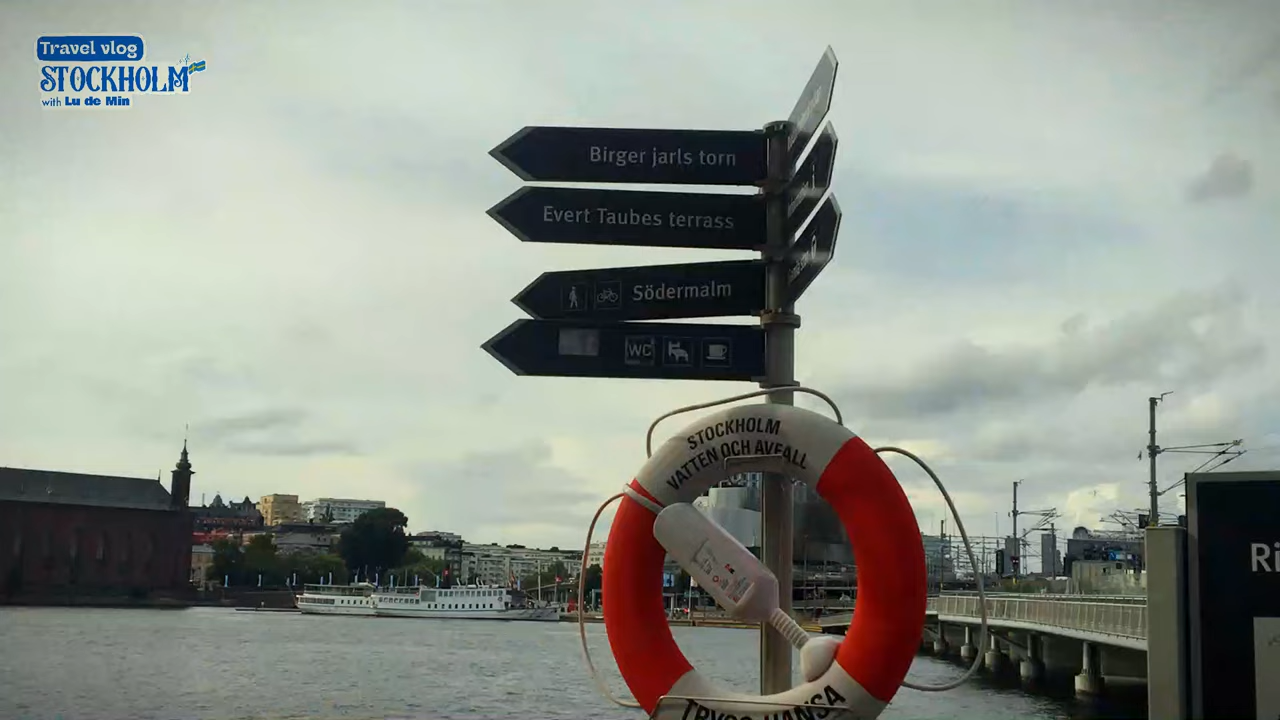 Travel vlog
STOCKHOLM
with Lu de Min
Birger jarls torn
Evert Taubes terrass
Södermalm
WC
STOCKHOLM
VATTEN OCH AVFALL
TRYGG-HANSA
Ri